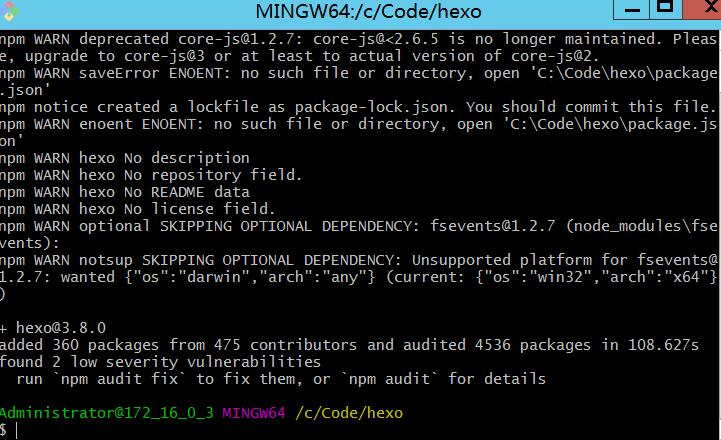 MINGW64:/c/Code/hexo
npm WARN deprecated core-js@1.2.7: core-js@<2.6.5 is no longer maintained. Pleas
e, upgrade to core-js@3 or at least to actual version of core-js@2.
npm WARN saveError ENOENT: no such file or directory, open 'C:\Code\hexo\package
.json'
npm notice created a lockfile as package-lock.json. You should commit this file.
npm WARN enoent ENOENT: no such file or directory, open 'C:\Code\hexo\package.js
on'
npm WARN hexo No description
npm WARN hexo No repository field.
npm WARN hexo No README data
npm WARN hexo No license field.
npm WARN optional SKIPPING OPTIONAL DEPENDENCY: fsevents@1.2.7 (node_modules\fse
vents):
npm WARN notsup SKIPPING OPTIONAL DEPENDENCY: Unsupported platform for fsevents@
1.2.7: wanted {"os":"darwin","arch":"any"} (current: {"os":"win32","arch":"x64"}
)
+ hexo@3.8.0
added 360 packages from 475 contributors and audited 4536 packages in 108.627s
found 2 low severity vulnerabilities
  run `npm audit fix` to fix them, or `npm audit` for details
Administrator@172_16_0_3 MINGW64 /c/Code/hexo
$